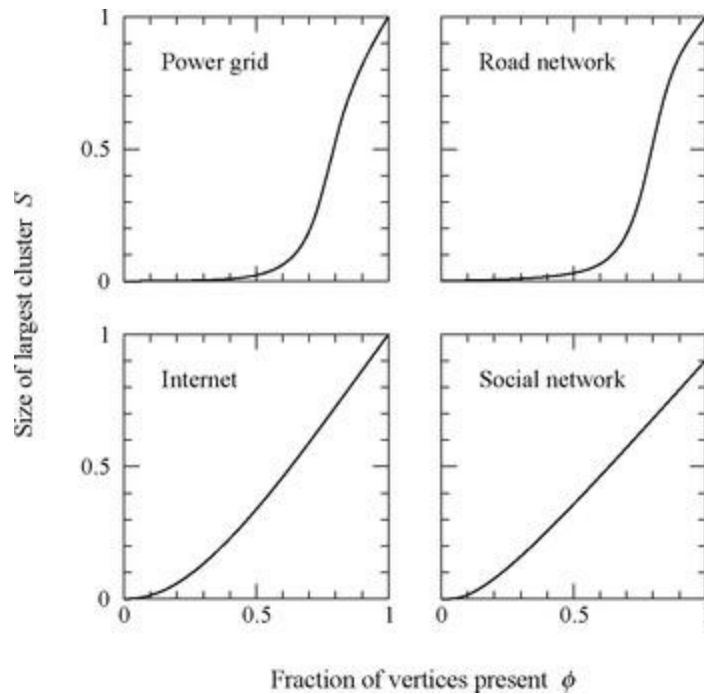 1
Power grid
Road network
0.5
0
Size of largest cluster S
1
Internet
Social network
0.5
0
0
0.5
1
0
0.5
Fraction of vertices present ϕ